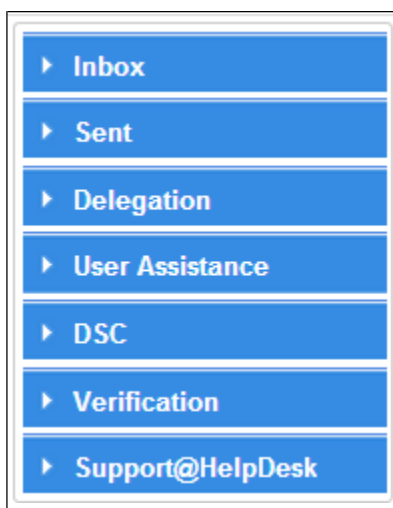 Inbox
Sent
Delegation
User Assistance
DSC
Verification
Support@HelpDesk